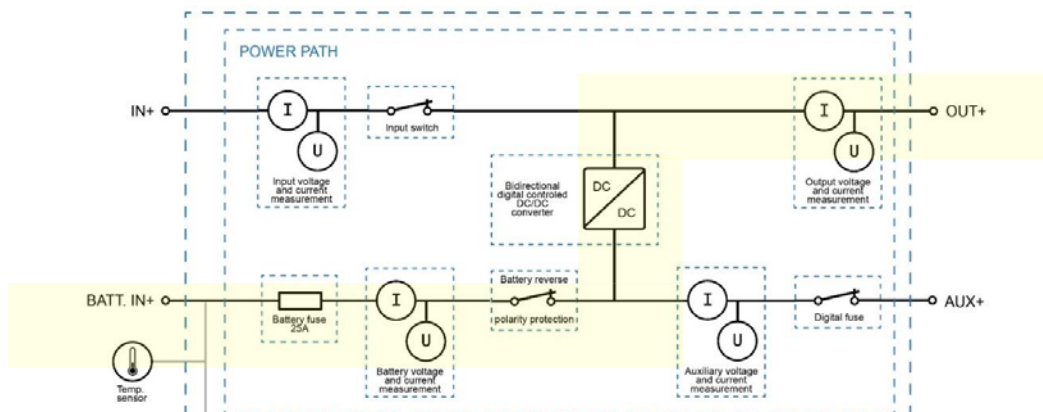 POWER PATH
IN+
I
U
Input voltage
and current
measurement
Input switch
I
U
Output voltage
and current
measurement
OUT+
Bidirectional
digital controled
DC/DC
converter
DC
DC
BATT. IN+
Battery fuse
25A
I
U
Battery voltage
and current
measurement
Battery reverse
polarity protection
I
U
Auxiliary voltage
and current
measurement
Digital fuse
AUX+
Temp.
sensor